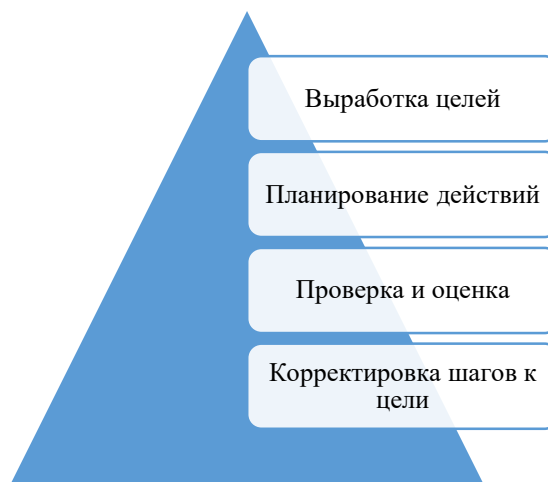 Выработка целей
Планирование действий
Проверка и оценка
Корректировка шагов к
цели